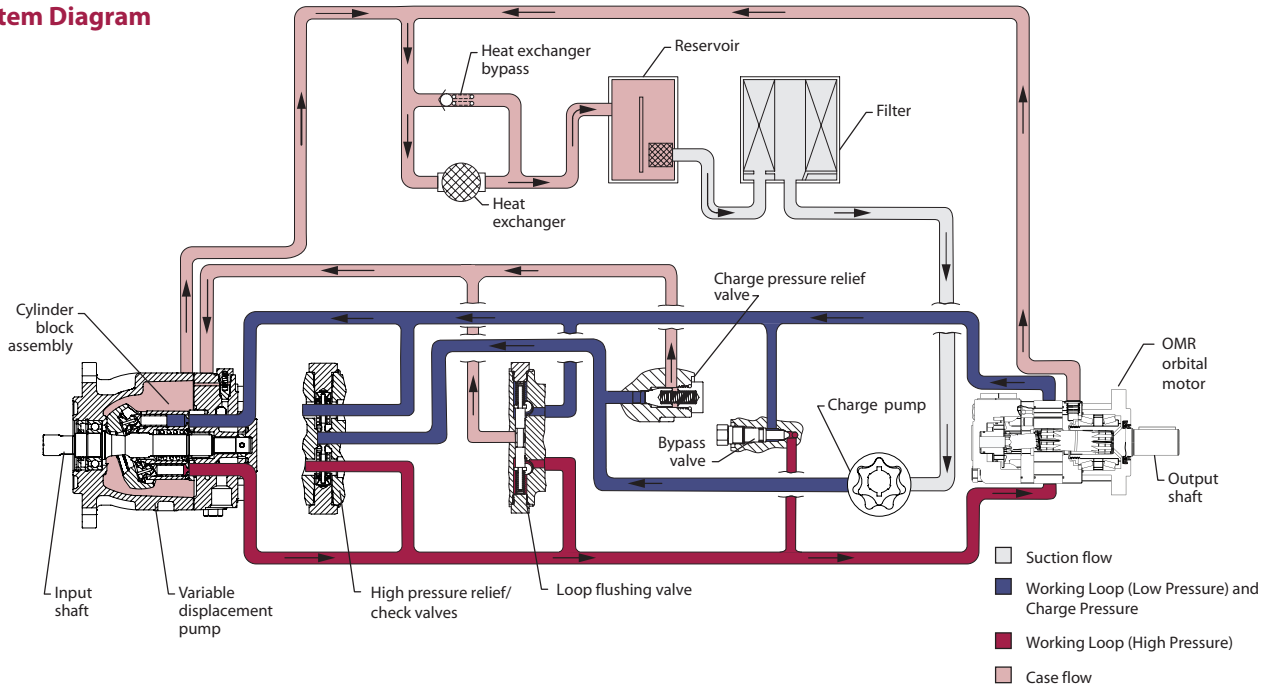 tem Diagram
Heat exchanger
bypass
Reservoir
Filter
Heat
exchanger
Charge pressure relief
valve
Cylinder
block
assembly
OMR
orbital
motor
Charge pump
Bypass
valve
Output
shaft
Input
shaft
Variable
displacement
pump
High pressure relief/
check valves
Loop flushing valve
Suction flow
Working Loop (Low Pressure) and
Charge Pressure
Working Loop (High Pressure)
Case flow